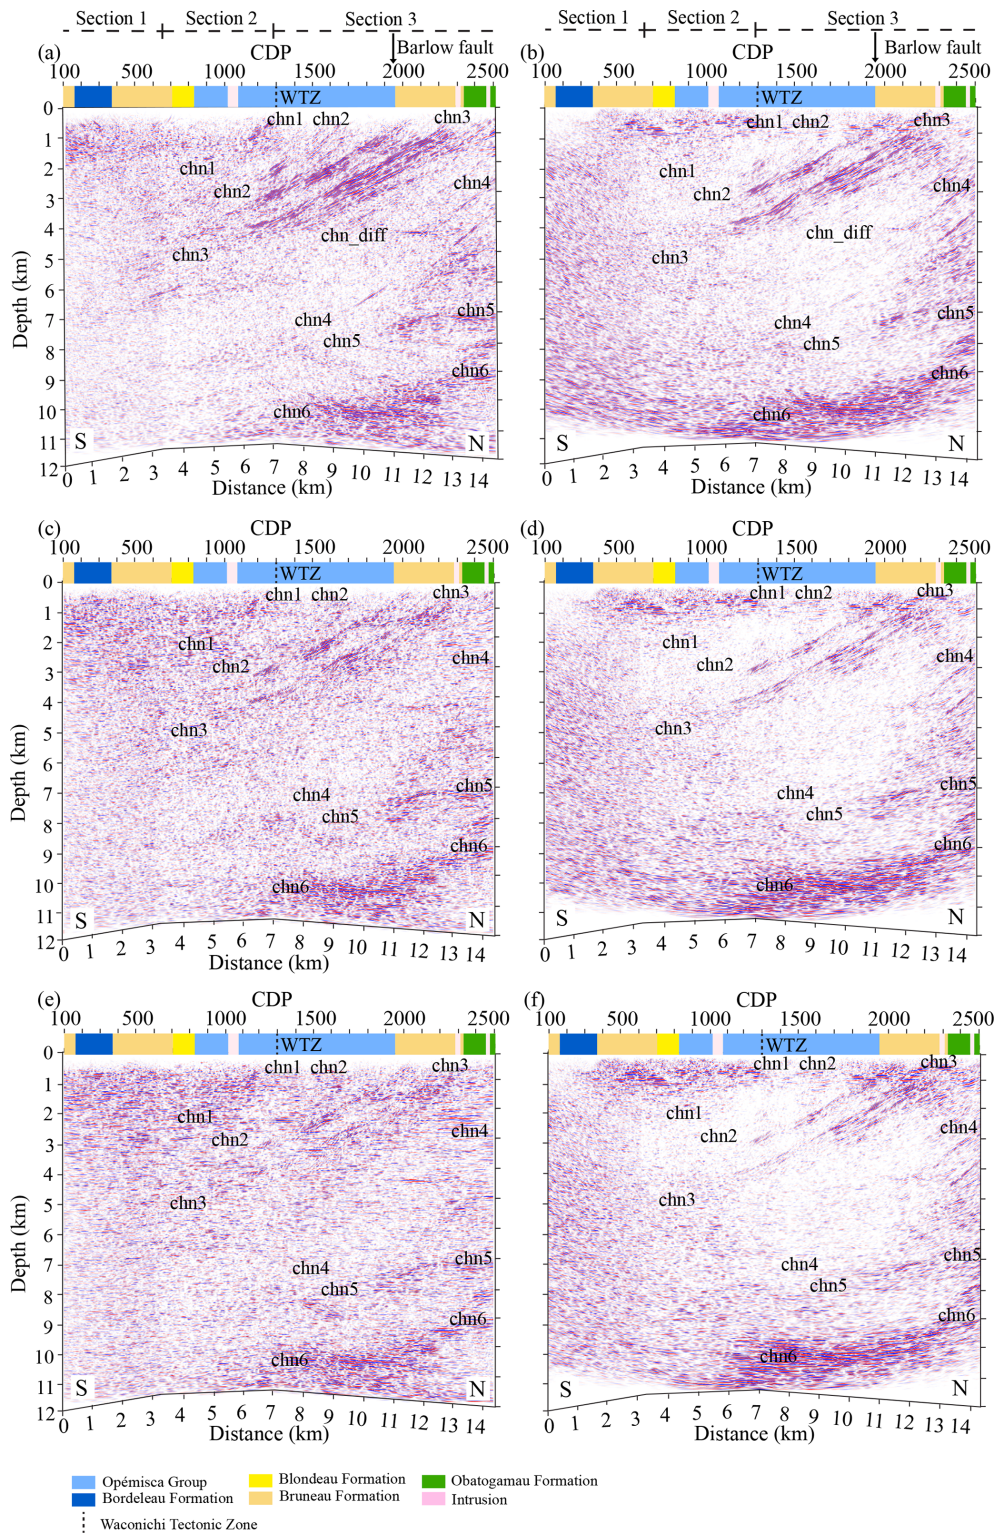 Section 1 Section 2 Section 3
Section 1 Section 2 Section 3
(a) CDP Barlow fault
100 500 1000 1500 2000 2500
WTZ
chn1 chn2 chn3
chn1
chn2
chn4
chn_diff
chn3
chn4
chn5
chn5
chn6
chn6
S N
0
1
2
3
4
5
6
7
8
9
10
11
12
Depth (km)
0 1 2 3 4 5 6 7 8 9 10 11 12 13 14
Distance (km)
(b) CDP Barlow fault
100 500 1000 1500 2000 2500
WTZ
chn1 chn2 chn3
chn1
chn2
chn4
chn_diff
chn3
chn4
chn5
chn5
chn6
chn6
S N
0 1 2 3 4 5 6 7 8 9 10 11 12 13 14
Distance (km)
(c) CDP
100 500 1000 1500 2000 2500
WTZ
chn1 chn2 chn3
chn1
chn2
chn4
chn3
chn4
chn5
chn5
chn6
chn6
S N
0
1
2
3
4
5
6
7
8
9
10
11
12
Depth (km)
0 1 2 3 4 5 6 7 8 9 10 11 12 13 14
Distance (km)
(d) CDP
100 500 1000 1500 2000 2500
WTZ
chn1 chn2 chn3
chn1
chn2
chn4
chn3
chn4
chn5
chn5
chn6
chn6
S N
0 1 2 3 4 5 6 7 8 9 10 11 12 13 14
Distance (km)
(e) CDP
100 500 1000 1500 2000 2500
WTZ
chn1 chn2 chn3
chn1
chn2
chn4
chn3
chn4
chn5
chn5
chn6
chn6
S N
0
1
2
3
4
5
6
7
8
9
10
11
12
Depth (km)
0 1 2 3 4 5 6 7 8 9 10 11 12 13 14
Distance (km)
(f) CDP
100 500 1000 1500 2000 2500
WTZ
chn1 chn2 chn3
chn1
chn2
chn4
chn3
chn4
chn5
chn5
chn6
chn6
S N
0 1 2 3 4 5 6 7 8 9 10 11 12 13 14
Distance (km)
Opémisca Group Blondeau Formation Obatogamau Formation
Bordeleau Formation Bruneau Formation Intrusion
Waconichi Tectonic Zone